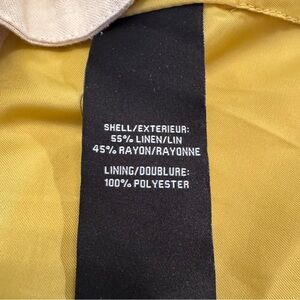 SHELL/EXTERIEUR:
55% LINEN/LIN
45% RAYON/RAYONNE
LINING/DOUBLURE:
100% POLYESTER